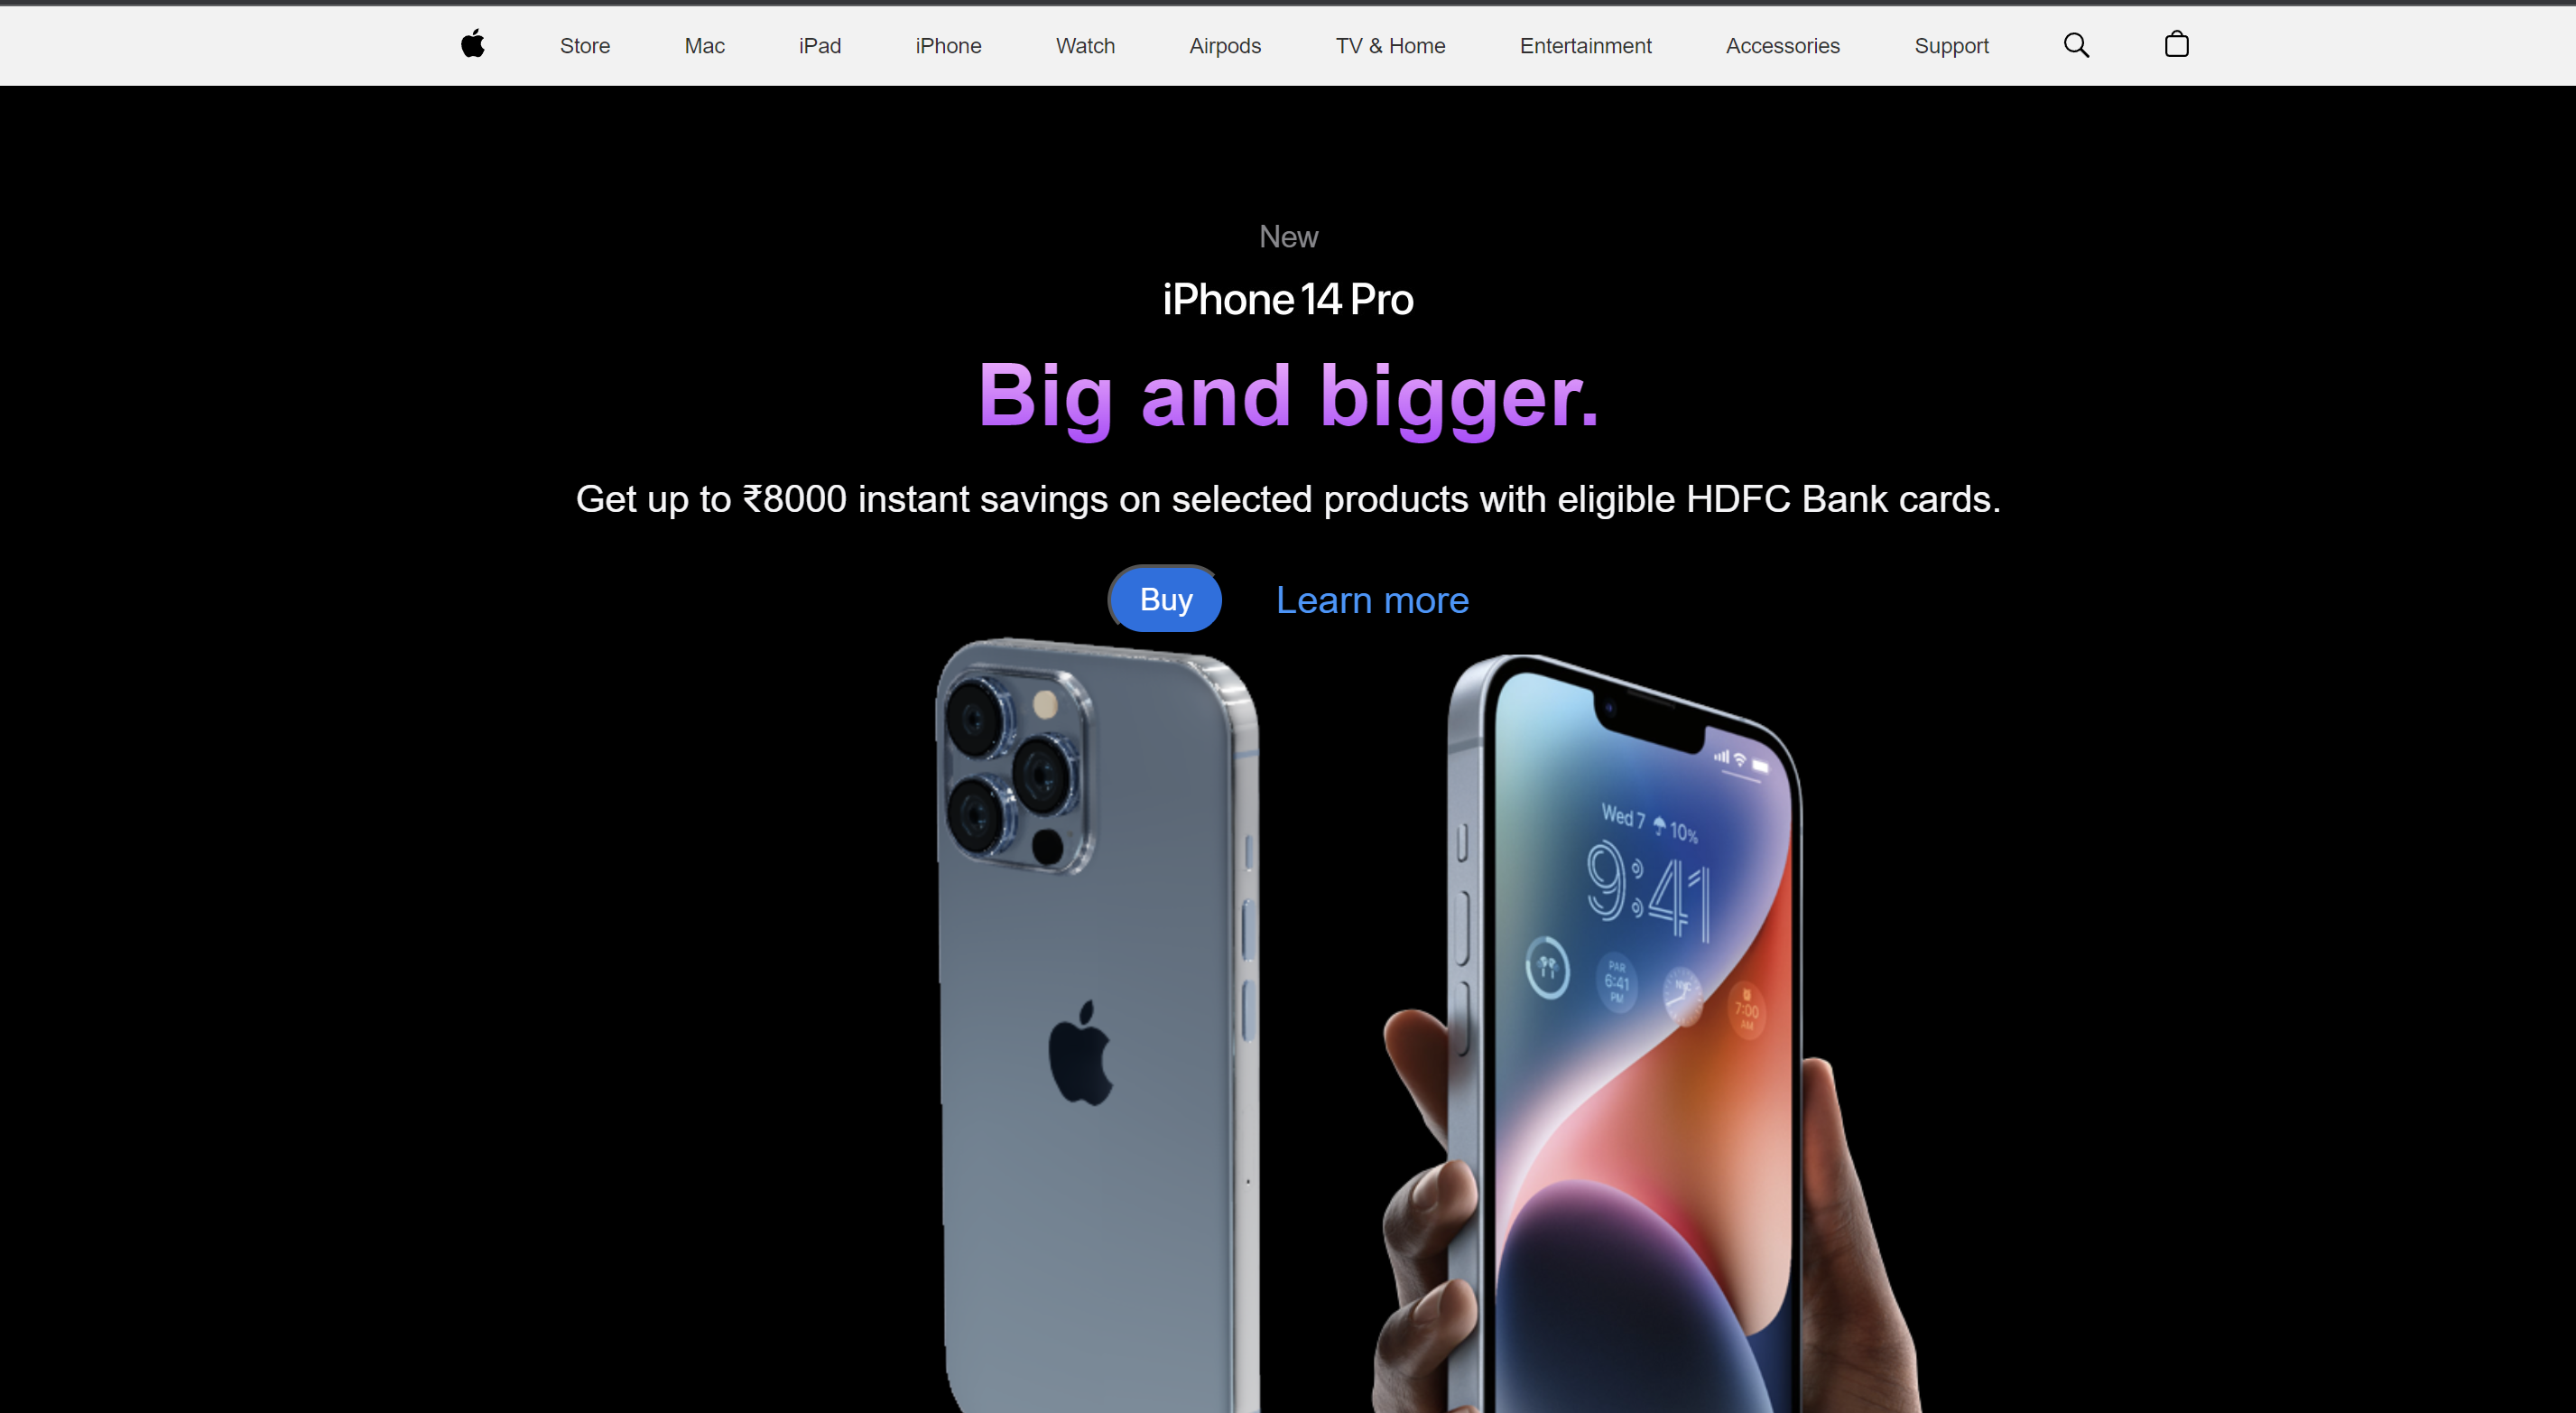 Store Mac iPad iPhone Watch Airpods TV & Home Entertainment Accessories Support
New
iPhone 14 Pro
Big and bigger.
Get up to ₹8000 instant savings on selected products with eligible HDFC Bank cards.
Buy Learn more
Wed 7 10%
9:41
PAR
6:41
PM
NYC
7:00
AM